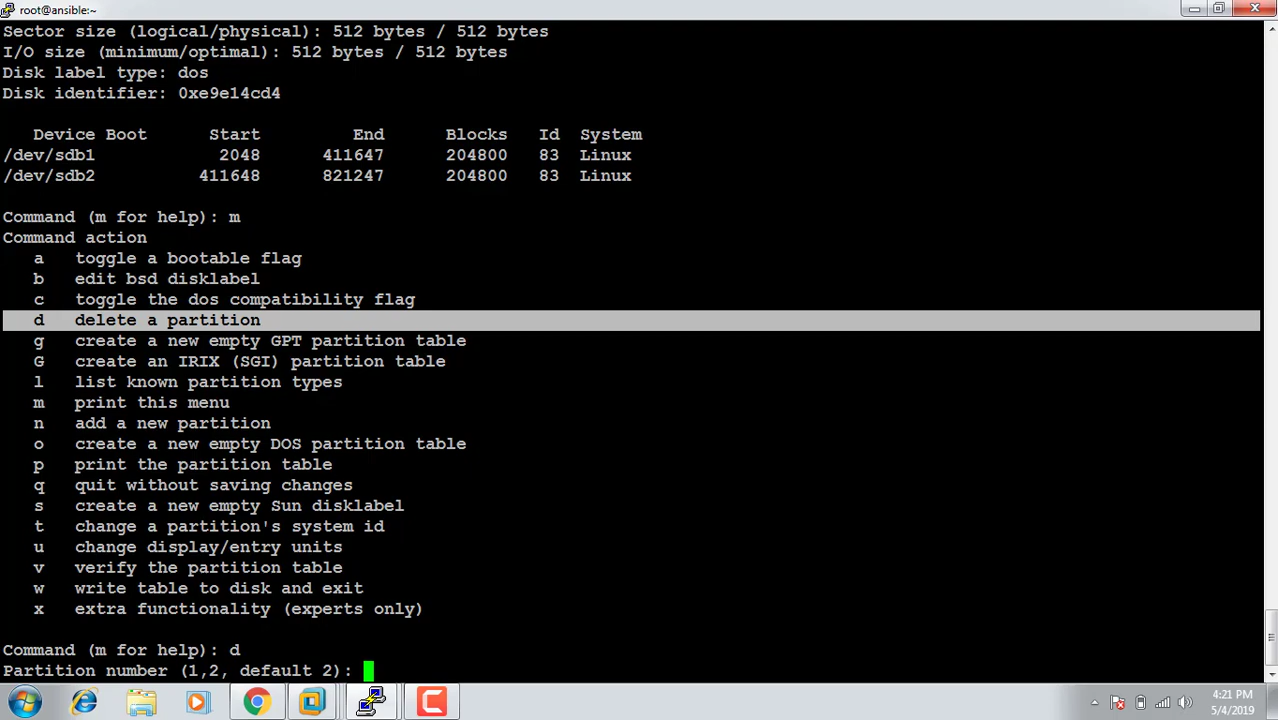 root@ansible:~
Sector size (logical/physical): 512 bytes / 512 bytes
I/O size (minimum/optimal): 512 bytes / 512 bytes
Disk label type: dos
Disk identifier: 0xe9e14cd4
Device Boot Start End Blocks Id System
/dev/sdb1 2048 411647 204800 83 Linux
/dev/sdb2 411648 821247 204800 83 Linux
Command (m for help): m
Command action
a toggle a bootable flag
b edit bsd disklabel
c toggle the dos compatibility flag
d delete a partition
g create a new empty GPT partition table
G create an IRIX (SGI) partition table
l list known partition types
m print this menu
n add a new partition
o create a new empty DOS partition table
p print the partition table
q quit without saving changes
s create a new empty Sun disklabel
t change a partition's system id
u change display/entry units
v verify the partition table
w write table to disk and exit
x extra functionality (experts only)
Command (m for help): d
Partition number (1,2, default 2):
4:21 PM
5/4/2019